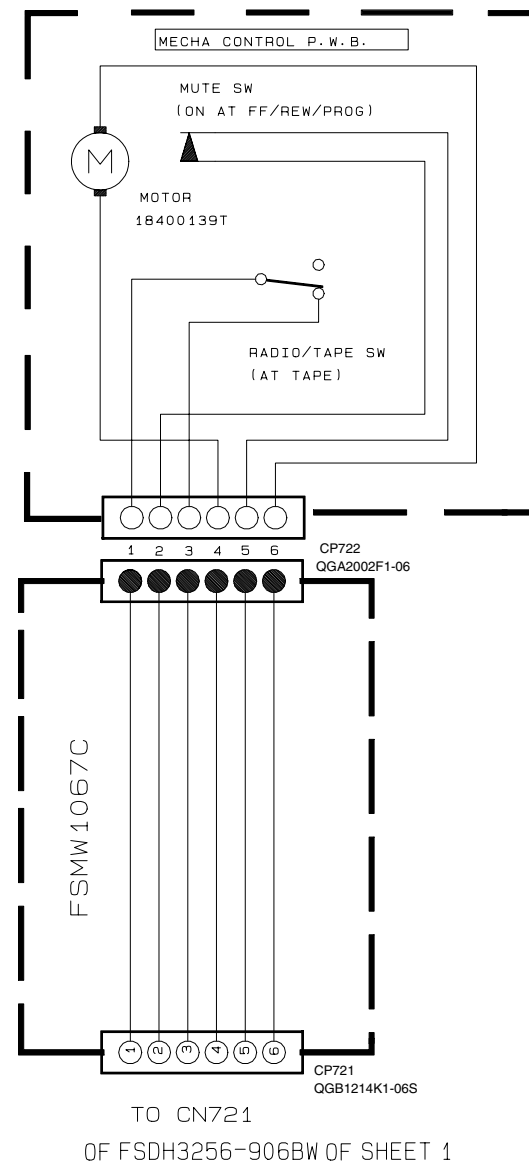 MECHA CONTROL P.W.B.
MUTE SW
(ON AT FF/REW/PROG)
M
MOTOR
18400139T
RADIO/TAPE SW
(AT TAPE)
1 2 3 4 5 6
CP722
QGA2002F1-06
FSMW1067C
1 2 3 4 5 6
CP721
QGB1214K1-06S
TO CN721
OF FSDH3256-906BW OF SHEET 1